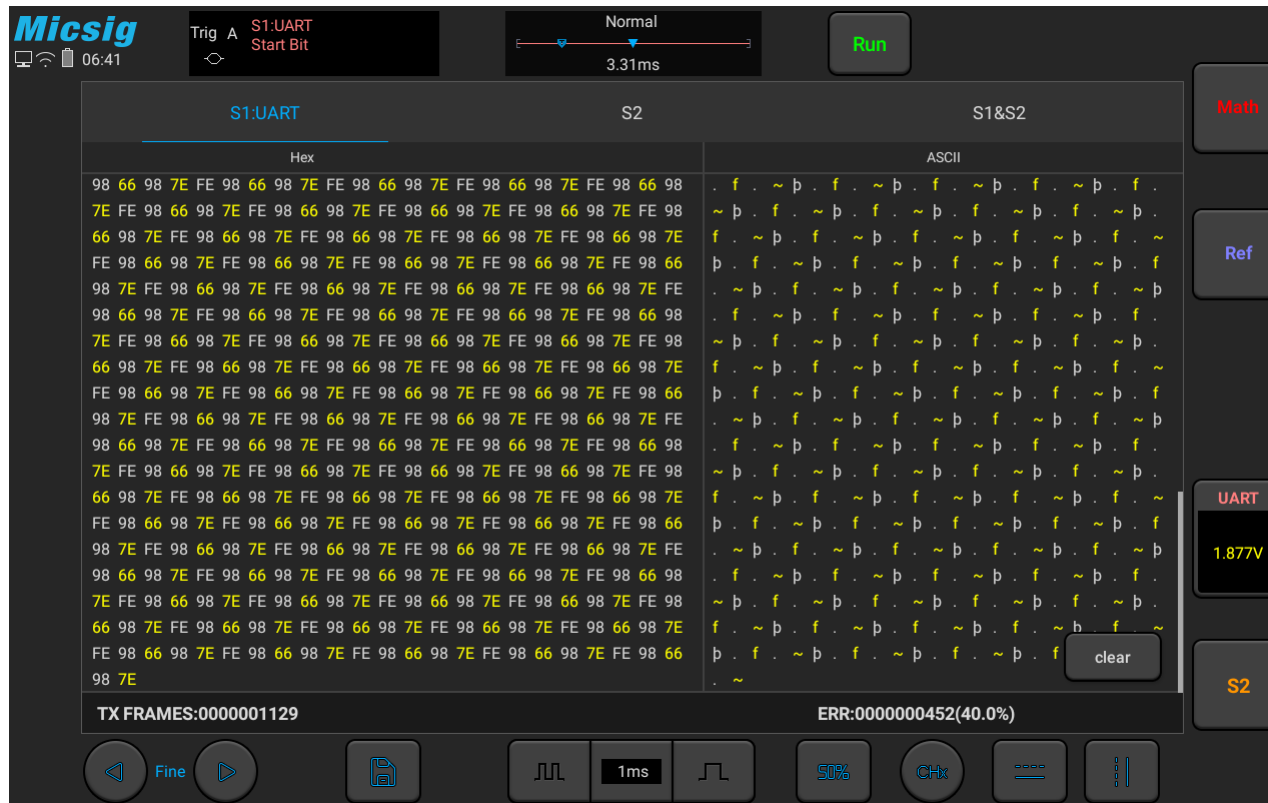 Micsig
06:41
Trig A S1:UART
Start Bit
Normal
3.31ms
Run
Math
Ref
UART
1.877V
S2
S1:UART S2 S1&S2
Hex
98 66 98 7E FE 98 66 98 7E FE 98 66 98 7E FE 98 66 98 7E FE 98 66 98
7E FE 98 66 98 7E FE 98 66 98 7E FE 98 66 98 7E FE 98 66 98 7E FE 98
66 98 7E FE 98 66 98 7E FE 98 66 98 7E FE 98 66 98 7E FE 98 66 98 7E
FE 98 66 98 7E FE 98 66 98 7E FE 98 66 98 7E FE 98 66 98 7E FE 98 66
98 7E FE 98 66 98 7E FE 98 66 98 7E FE 98 66 98 7E FE 98 66 98 7E FE
98 66 98 7E FE 98 66 98 7E FE 98 66 98 7E FE 98 66 98 7E FE 98 66 98
7E FE 98 66 98 7E FE 98 66 98 7E FE 98 66 98 7E FE 98 66 98 7E FE 98
66 98 7E FE 98 66 98 7E FE 98 66 98 7E FE 98 66 98 7E FE 98 66 98 7E
FE 98 66 98 7E FE 98 66 98 7E FE 98 66 98 7E FE 98 66 98 7E FE 98 66
98 7E FE 98 66 98 7E FE 98 66 98 7E FE 98 66 98 7E FE 98 66 98 7E FE
98 66 98 7E FE 98 66 98 7E FE 98 66 98 7E FE 98 66 98 7E FE 98 66 98
7E FE 98 66 98 7E FE 98 66 98 7E FE 98 66 98 7E FE 98 66 98 7E FE 98
66 98 7E FE 98 66 98 7E FE 98 66 98 7E FE 98 66 98 7E FE 98 66 98 7E
FE 98 66 98 7E FE 98 66 98 7E FE 98 66 98 7E FE 98 66 98 7E FE 98 66
98 7E FE 98 66 98 7E FE 98 66 98 7E FE 98 66 98 7E FE 98 66 98 7E FE
98 66 98 7E FE 98 66 98 7E FE 98 66 98 7E FE 98 66 98 7E FE 98 66 98
7E FE 98 66 98 7E FE 98 66 98 7E FE 98 66 98 7E FE 98 66 98 7E FE 98
66 98 7E FE 98 66 98 7E FE 98 66 98 7E FE 98 66 98 7E FE 98 66 98 7E
FE 98 66 98 7E FE 98 66 98 7E FE 98 66 98 7E FE 98 66 98 7E FE 98 66
98 7E
ASCII
. f . ~ þ . f . ~ þ . f . ~ þ . f . ~ þ . f .
~ þ . f . ~ þ . f . ~ þ . f . ~ þ . f . ~ þ .
f . ~ þ . f . ~ þ . f . ~ þ . f . ~ þ . f . ~
þ . f . ~ þ . f . ~ þ . f . ~ þ . f . ~ þ . f
. ~ þ . f . ~ þ . f . ~ þ . f . ~ þ . f . ~ þ
. f . ~ þ . f . ~ þ . f . ~ þ . f . ~ þ . f .
~ þ . f . ~ þ . f . ~ þ . f . ~ þ . f . ~ þ .
f . ~ þ . f . ~ þ . f . ~ þ . f . ~ þ . f . ~
þ . f . ~ þ . f . ~ þ . f . ~ þ . f . ~ þ . f
. ~ þ . f . ~ þ . f . ~ þ . f . ~ þ . f . ~ þ
. f . ~ þ . f . ~ þ . f . ~ þ . f . ~ þ . f .
~ þ . f . ~ þ . f . ~ þ . f . ~ þ . f . ~ þ .
f . ~ þ . f . ~ þ . f . ~ þ . f . ~ þ . f . ~
þ . f . ~ þ . f . ~ þ . f . ~ þ . f . ~ þ . f
. ~ þ . f . ~ þ . f . ~ þ . f . ~ þ . f . ~ þ
. f . ~ þ . f . ~ þ . f . ~ þ . f . ~ þ . f .
~ þ . f . ~ þ . f . ~ þ . f . ~ þ . f . ~ þ .
f . ~ þ . f . ~ þ . f . ~ þ . f . ~ þ . f . ~
þ . f . ~ þ . f . ~ þ . f . ~ þ . f
. ~
clear
TX FRAMES:0000001129 ERR:0000000452(40.0%)
Fine 1ms 50% CHx